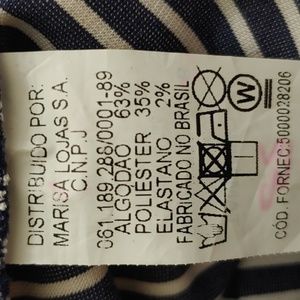 DISTRIBUIDO POR:
MARISA LOJAS S.A.
C.N.P.J
061.189.288/0001-89
ALGODÃO 63%
POLIÉSTER 35%
ELASTANO 2%
FABRICADO NO BRASIL
W
CÓD. FORNEC.5000028206